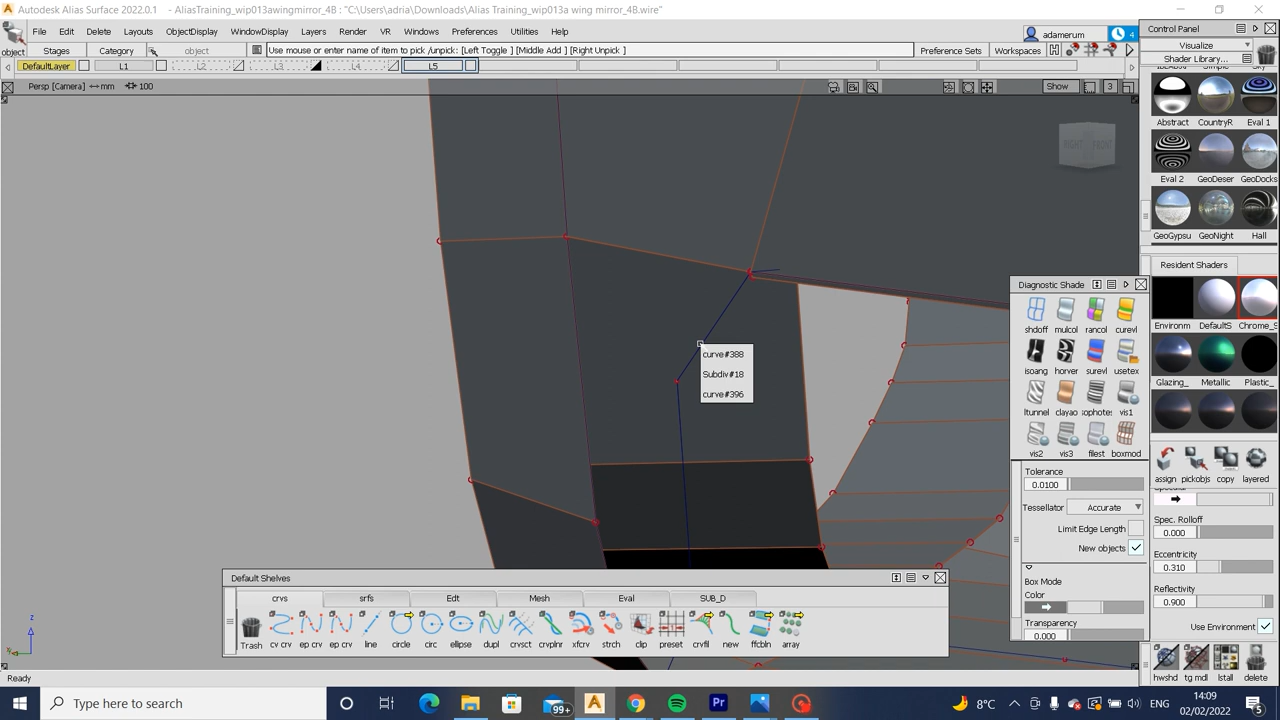 Autodesk Alias Surface 2022.0.1 - AliasTraining_wip013awingmirror_4B : "C:\Users\adria\Downloads\Alias Training_wip013a wing mirror_4B.wire"
File Edit Delete Layouts ObjectDisplay WindowDisplay Layers Render VR Windows Preferences Utilities Help
adamerum 4
object
Stages Category object Use mouse or enter name of item to pick /unpick: [Left Toggle ] [Middle Add ] [Right Unpick ] Preference Sets Workspaces
DefaultLayer L1 L2 L3 L4 L5
Persp [Camera] mm 100 Show 3
Control Panel
Visualize
Shader Library...
Abstract CountryR Eval 1
Eval 2 GeoDeser GeoDocks
GeoGypsu GeoNight Hall
Resident Shaders
Environm DefaultS Chrome_S
Glazing_ Metallic Plastic_
assign pickobjs copy layered
Spec. Rolloff
0.000
Eccentricity
0.310
Reflectivity
0.900
Use Environment
hwshd tg mdl lstall delete
RIGHT FRONT
Diagnostic Shade
shdoff mulcol rancol curevl
isoang horver surevl usetex
ltunnel clayao isophotes vis1
vis2 vis3 filest boxmod
Tolerance
0.0100
Tessellator Accurate
Limit Edge Length
New objects
Box Mode
Color
Transparency
0.000
curve#388
Subdiv#18
curve#396
Default Shelves
crvs srfs Edt Mesh Eval SUB_D
Trash cv crv ep crv ep crv line circle circ ellipse dupl crvsct crvplnr xfcrv strch clip preset crvfil new ffcbln array
Ready
Type here to search
99+
8°C ENG
14:09
02/02/2022